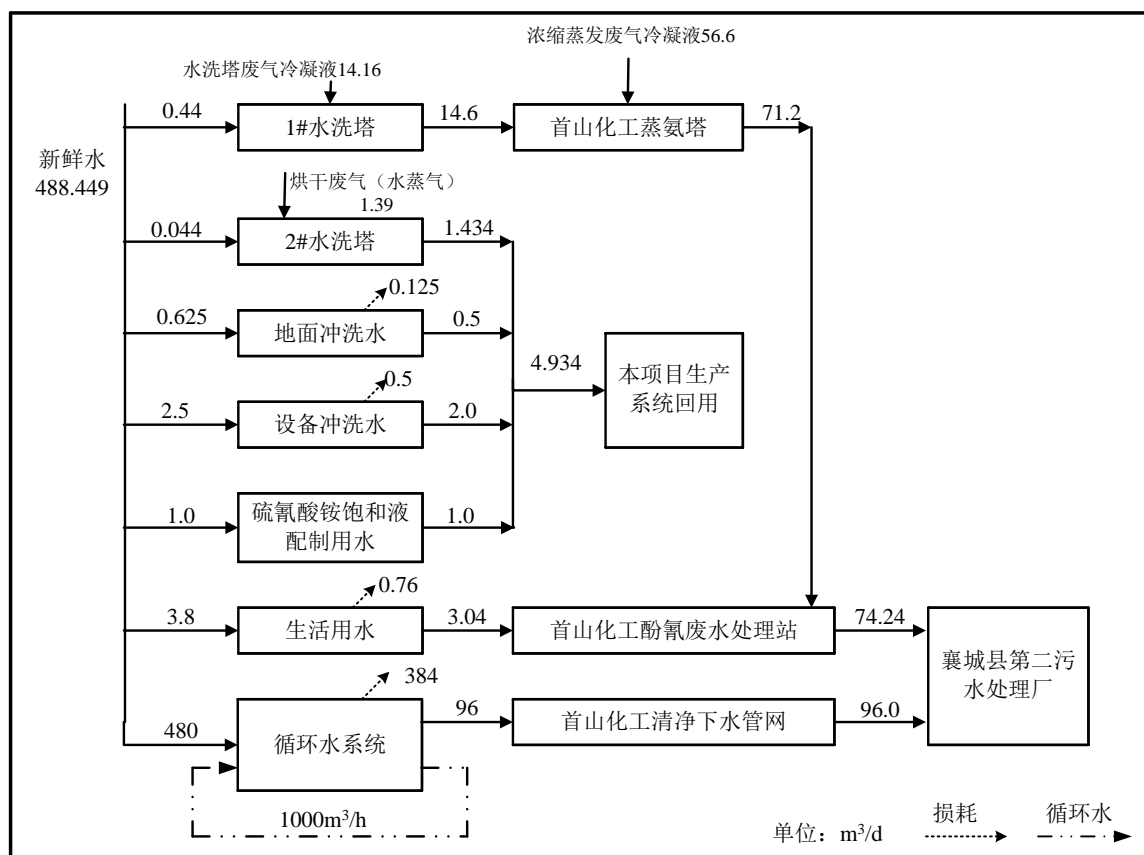 浓缩蒸发废气冷凝液56.6
水洗塔废气冷凝液14.16
0.44
1#水洗塔
14.6
首山化工蒸氨塔
71.2
新鲜水
488.449
烘干废气（水蒸气）
1.39
0.044
2#水洗塔
1.434
0.125
0.625
地面冲洗水
0.5
4.934
本项目生产
系统回用
0.5
2.5
设备冲洗水
2.0
1.0
硫氰酸铵饱和液
配制用水
1.0
0.76
3.8
生活用水
3.04
首山化工酚氰废水处理站
74.24
襄城县第二污
水处理厂
384
480
循环水系统
96
首山化工清净下水管网
96.0
1000m³/h
单位：m³/d
损耗
循环水